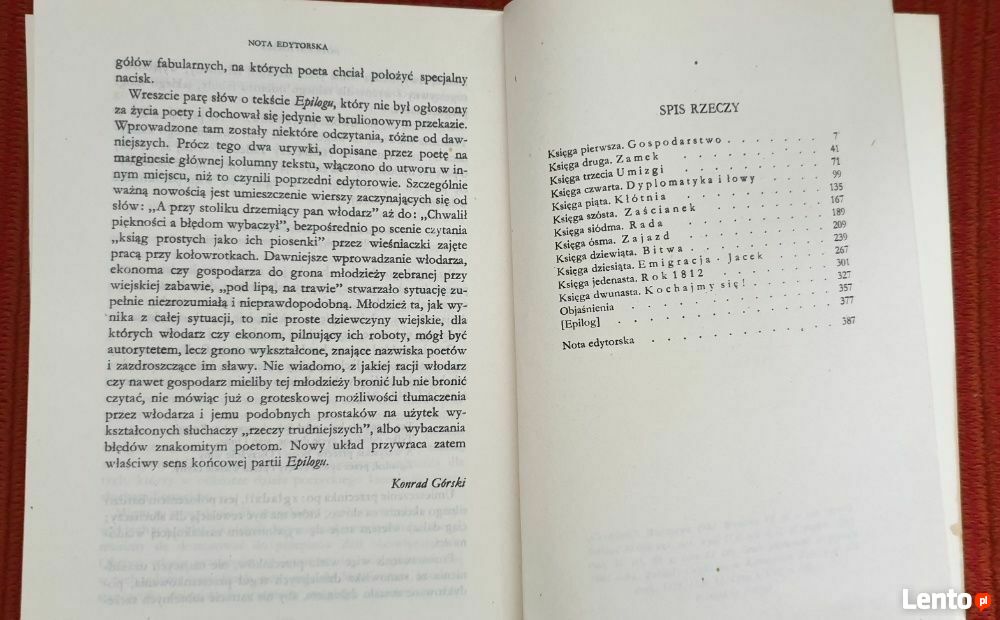 NOTA EDYTORSKA
gółów fabularnych, na których poeta chciał położyć specjalny
nacisk.
Wreszcie parę słów o tekście Epilogu, który nie był ogłoszony
za życia poety i dochował się jedynie w brulionowym przekazie.
Wprowadzone tam zostały niektóre odczytania, różne od daw-
niejszych. Prócz tego dwa urywki, dopisane przez poetę na
marginesie głównej kolumny tekstu, włączono do utworu w in-
nym miejscu, niż to czynili poprzedni edytorowie. Szczególnie
ważną nowością jest umieszczenie wierszy zaczynających się od
słów: „A przy stoliku drzemiący pan włodarz” aż do: „Chwalił
piękności a błędom wybaczył”, bezpośrednio po scenie czytania
„ksiąg prostych jako ich piosenki” przez wieśniaczki zajęte
pracą przy kołowrotkach. Dawniejsze wprowadzanie włodarza,
ekonoma czy gospodarza do grona młodzieży zebranej przy
wiejskiej zabawie, „pod lipą, na trawie” stwarzało sytuację zu-
pełnie niezrozumiałą i nieprawdopodobną. Młodzież ta, jak wy-
nika z całej sytuacji, to nie proste dziewczyny wiejskie, dla
których włodarz czy ekonom, pilnujący ich roboty, mógł być
autorytetem, lecz grono wykształcone, znające nazwiska poetów
i zazdroszczące im sławy. Nie wiadomo, z jakiej racji włodarz
czy nawet gospodarz mieliby tej młodzieży bronić lub nie bronić
czytać, nie mówiąc już o groteskowej możliwości tłumaczenia
przez włodarza i jemu podobnych prostaków na użytek wy-
kształconych słuchaczy „rzeczy trudniejszych”, albo wybaczania
błędów znakomitym poetom. Nowy układ przywraca zatem
właściwy sens końcowej partii Epilogu.
Konrad Górski
SPIS RZECZY
Księga pierwsza. Gospodarstwo . . . . . . . 7
Księga druga. Zamek . . . . . . . . . 41
Księga trzecia Umizgi . . . . . . . . . 71
Księga czwarta. Dyplomatyka i łowy . . . . . 99
Księga piąta. Kłótnia . . . . . . . . . 135
Księga szósta. Zaścianek . . . . . . . . 167
Księga siódma. Rada . . . . . . . . . 189
Księga ósma. Zajazd . . . . . . . . . 209
Księga dziewiąta. Bitwa . . . . . . . . 239
Księga dziesiąta. Emigracja. Jacek . . . . . 267
Księga jedenasta. Rok 1812 . . . . . . . 301
Księga dwunasta. Kochajmy się! . . . . . . 327
Objaśnienia . . . . . . . . . . . 357
[Epilog] . . . . . . . . . . . . 377
Nota edytorska . . . . . . . . . . 387
Lento.pl